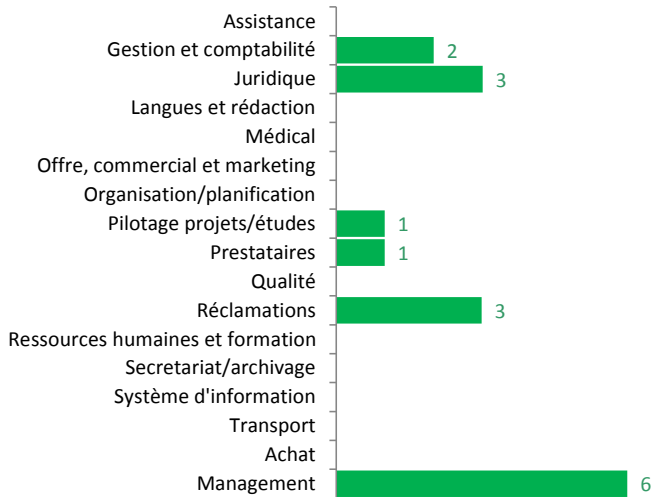 Assistance
Gestion et comptabilité 2
Juridique 3
Langues et rédaction
Médical
Offre, commercial et marketing
Organisation/planification
Pilotage projets/études 1
Prestataires 1
Qualité
Réclamations 3
Ressources humaines et formation
Secretariat/archivage
Système d'information
Transport
Achat
Management 6